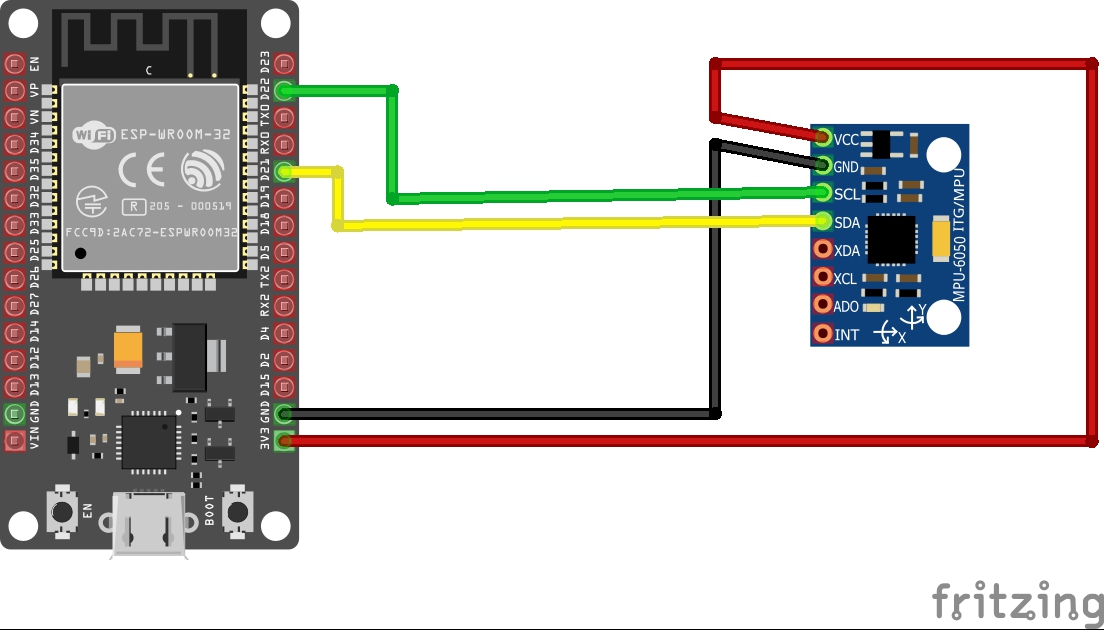 C
WiFi ESP-WROOM-32
CE
R 205 - 000519
FCC9D:2AC72-ESPWROOM32
EN
VP
VN
D34
D35
D32
D33
D25
D26
D27
D14
D12
D13
GND
VIN
D23
D22
TX0
RX0
D21
D19
D18
D5
TX2
RX2
D4
D2
D15
GND
3V3
EN
BOOT
VCC
GND
SCL
SDA
XDA
XCL
ADO
INT
MPU-6050 ITG/MPU
Y
X
fritzing